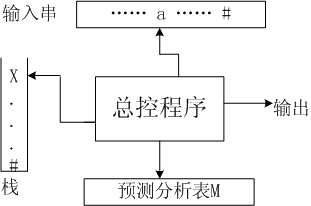 输入串
…… a …… #
X
.
.
.
#
栈
总控程序
输出
预测分析表M